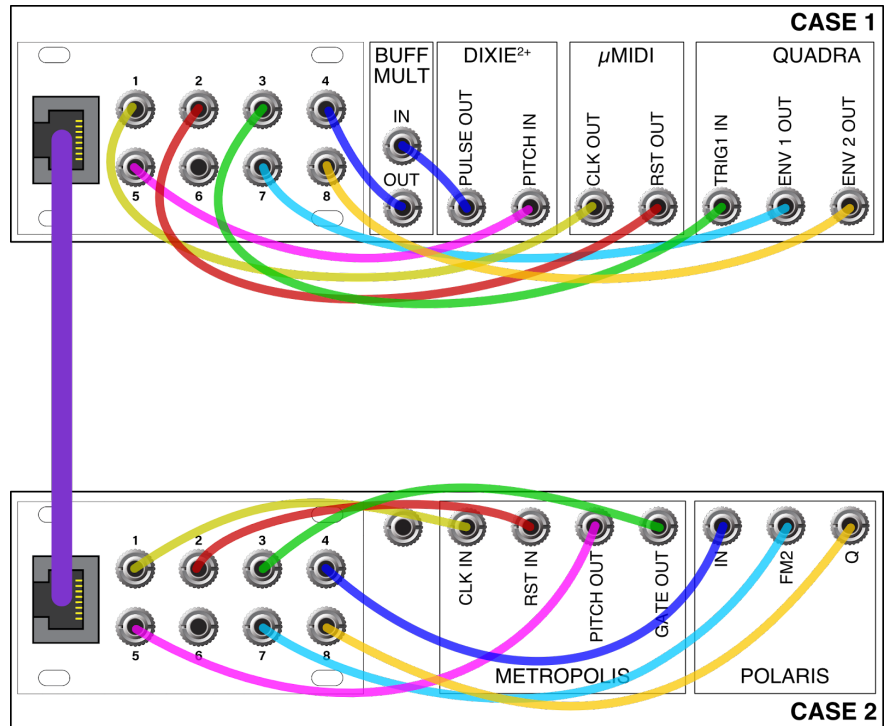 CASE 1
BUFF MULT
DIXIE²⁺
µMIDI
QUADRA
1 2 3 4
IN
OUT
PULSE OUT
PITCH IN
CLK OUT
RST OUT
TRIG1 IN
ENV 1 OUT
ENV 2 OUT
5 6 7 8
1 2 3 4
CLK IN
RST IN
PITCH OUT
GATE OUT
IN
FM2
Q
5 6 7 8
METROPOLIS
POLARIS
CASE 2